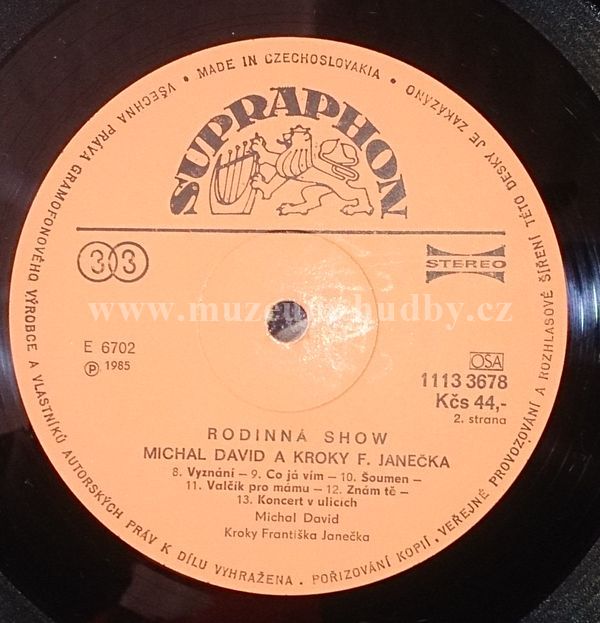 VŠECHNA PRÁVA GRAMOFONOVÉHO VÝROBCE A VLASTNÍKŮ AUTORSKÝCH PRÁV K DÍLU VYHRAŽENA. POŘIZOVÁNÍ KOPIÍ, VEŘEJNÉ PROVOZOVÁNÍ A ROZHLASOVÉ ŠÍŘENÍ TÉTO DESKY JE ZAKÁZÁNO • MADE IN CZECHOSLOVAKIA •
SUPRAPHON
33
STEREO
www.muzeumhudby.cz
E 6702
Ⓟ 1985
OSA
1113 3678
Kčs 44,-
2. strana
RODINNÁ SHOW
MICHAL DAVID A KROKY F. JANEČKA
8. Vyznání – 9. Co já vím – 10. Šoumen –
11. Valčík pro mámu – 12. Znám tě –
13. Koncert v ulicích
Michal David
Kroky Františka Janečka